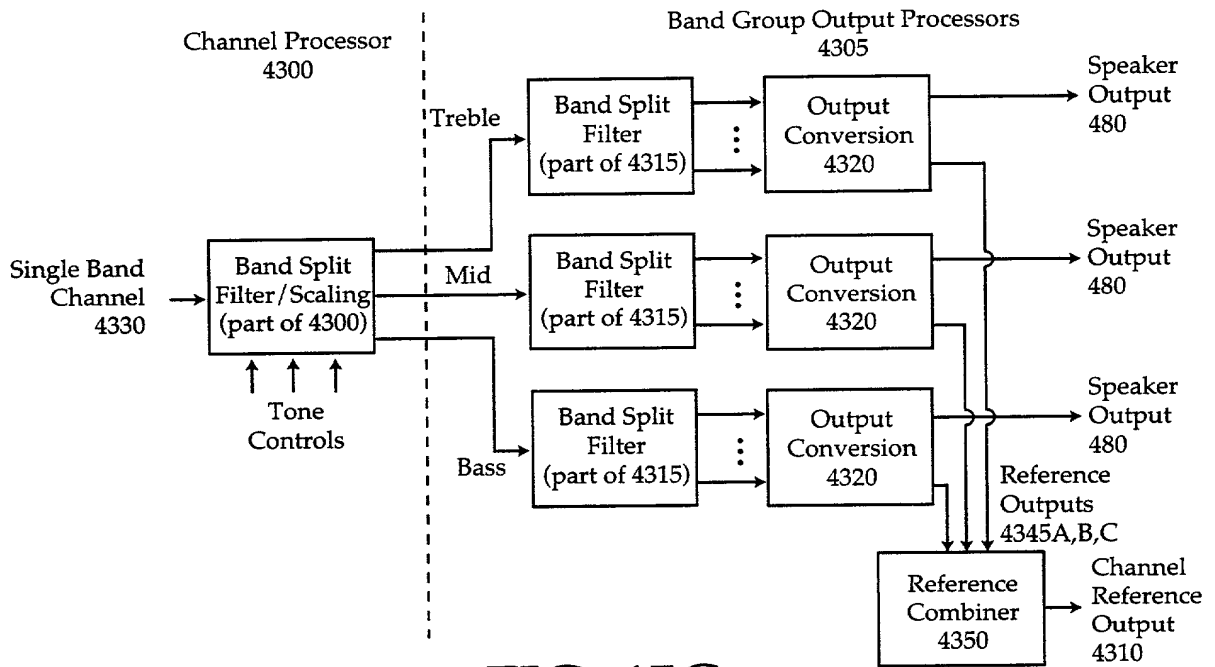 Channel Processor
4300
Band Group Output Processors
4305
Treble
Band Split
Filter
(part of 4315)
Output
Conversion
4320
Speaker
Output
480
Single Band
Channel
4330
Band Split
Filter/Scaling
(part of 4300)
Tone
Controls
Mid
Band Split
Filter
(part of 4315)
Output
Conversion
4320
Speaker
Output
480
Bass
Band Split
Filter
(part of 4315)
Output
Conversion
4320
Speaker
Output
480
Reference
Outputs
4345A,B,C
Reference
Combiner
4350
Channel
Reference
Output
4310